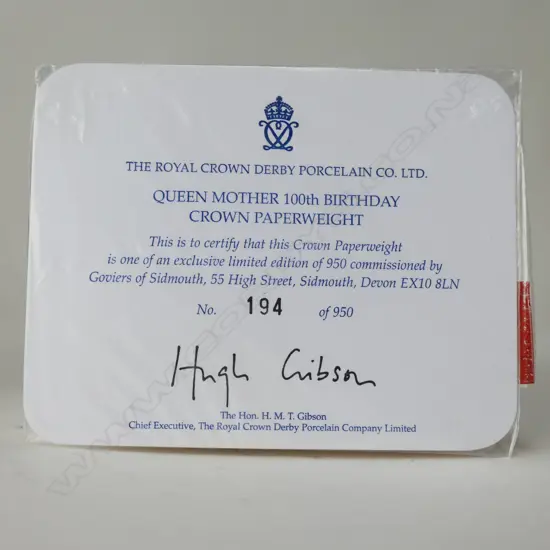 THE ROYAL CROWN DERBY PORCELAIN CO. LTD.
QUEEN MOTHER 100th BIRTHDAY
CROWN PAPERWEIGHT
This is to certify that this Crown Paperweight
is one of an exclusive limited edition of 950 commissioned by
Goviers of Sidmouth, 55 High Street, Sidmouth, Devon EX10 8LN
No. 194 of 950
Hugh Gibson
The Hon. H. M. T. Gibson
Chief Executive, The Royal Crown Derby Porcelain Company Limited